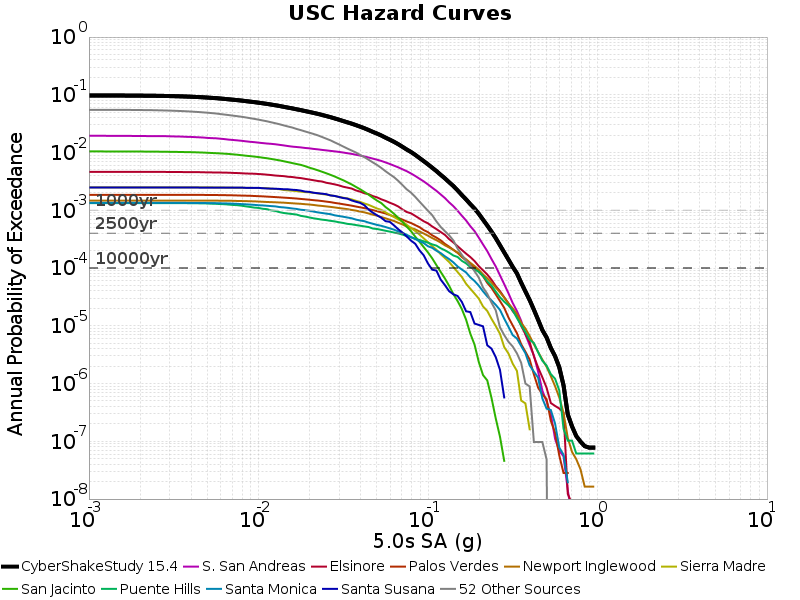 USC Hazard Curves
Annual Probability of Exceedance
10^0
10^-1
10^-2
10^-3
10^-4
10^-5
10^-6
10^-7
10^-8
1000yr
2500yr
10000yr
10^-3 10^-2 10^-1 10^0 10^1
5.0s SA (g)
CyberShakeStudy 15.4 S. San Andreas Elsinore Palos Verdes Newport Inglewood Sierra Madre
San Jacinto Puente Hills Santa Monica Santa Susana 52 Other Sources